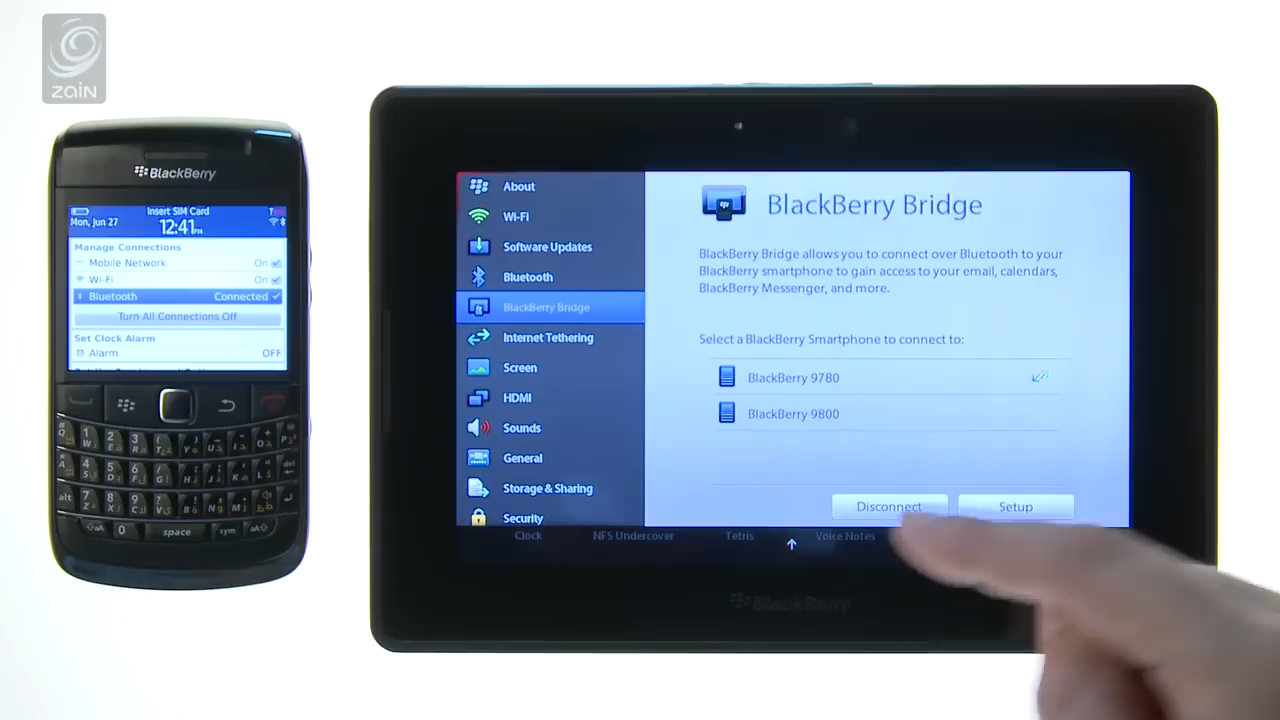 zain
BlackBerry
Insert SIM Card
Mon, Jun 27
12:41PM
Manage Connections
Mobile Network On
Wi-Fi On
Bluetooth Connected
Turn All Connections Off
Set Clock Alarm
Alarm OFF
alt
del
0
space
sym
aA
About
Wi-Fi
Software Updates
Bluetooth
BlackBerry Bridge
Internet Tethering
Screen
HDMI
Sounds
General
Storage & Sharing
Security
BlackBerry Bridge
BlackBerry Bridge allows you to connect over Bluetooth to your
BlackBerry smartphone to gain access to your email, calendars,
BlackBerry Messenger, and more.
Select a BlackBerry Smartphone to connect to:
BlackBerry 9780
BlackBerry 9800
Disconnect Setup
Clock NFS Undercover Tetris Voice Notes
BlackBerry